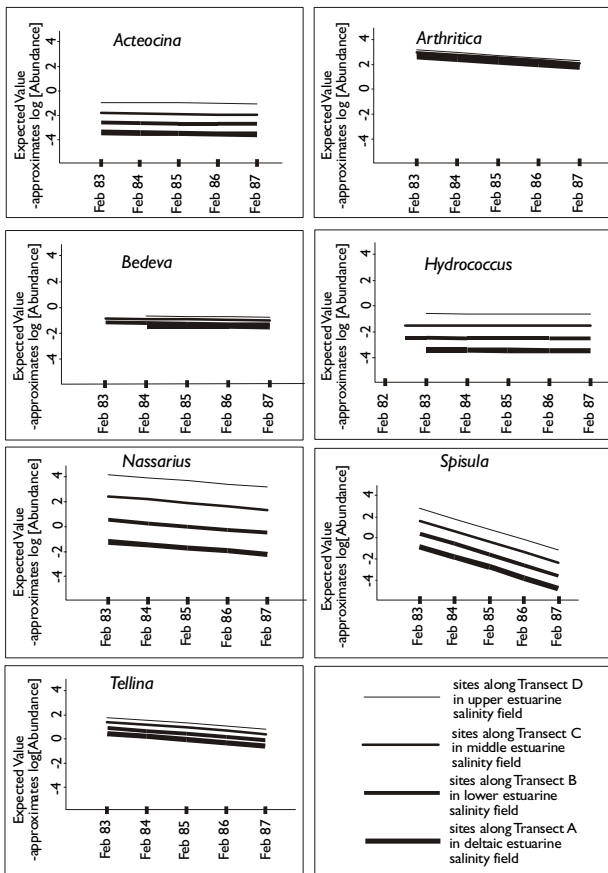 Acteocina
Expected Value
-approximates log [Abundance]
4
2
0
-2
-4
Feb 83
Feb 84
Feb 85
Feb 86
Feb 87
Arthritica
Expected Value
-approximates log [Abundance]
4
2
0
-2
-4
Feb 83
Feb 84
Feb 85
Feb 86
Feb 87
Bedeva
Expected Value
-approximates log [Abundance]
4
2
0
-2
-4
Feb 83
Feb 84
Feb 85
Feb 86
Feb 87
Hydrococcus
Expected Value
-approximates log [Abundance]
4
2
0
-2
-4
Feb 82
Feb 83
Feb 84
Feb 85
Feb 86
Feb 87
Nassarius
Expected Value
-approximates log[Abundance]
4
2
0
-2
-4
Feb 83
Feb 84
Feb 85
Feb 86
Feb 87
Spisula
Expected Value
-approximates log [Abundance]
4
2
0
-2
-4
Feb 83
Feb 84
Feb 85
Feb 86
Feb 87
Tellina
Expected Value
-approximates log[Abundance]
4
2
0
-2
-4
Feb 83
Feb 84
Feb 85
Feb 86
Feb 87
sites along Transect D
in upper estuarine
salinity field
sites along Transect C
in middle estuarine
salinity field
sites along Transect B
in lower estuarine
salinity field
sites along Transect A
in deltaic estuarine
salinity field